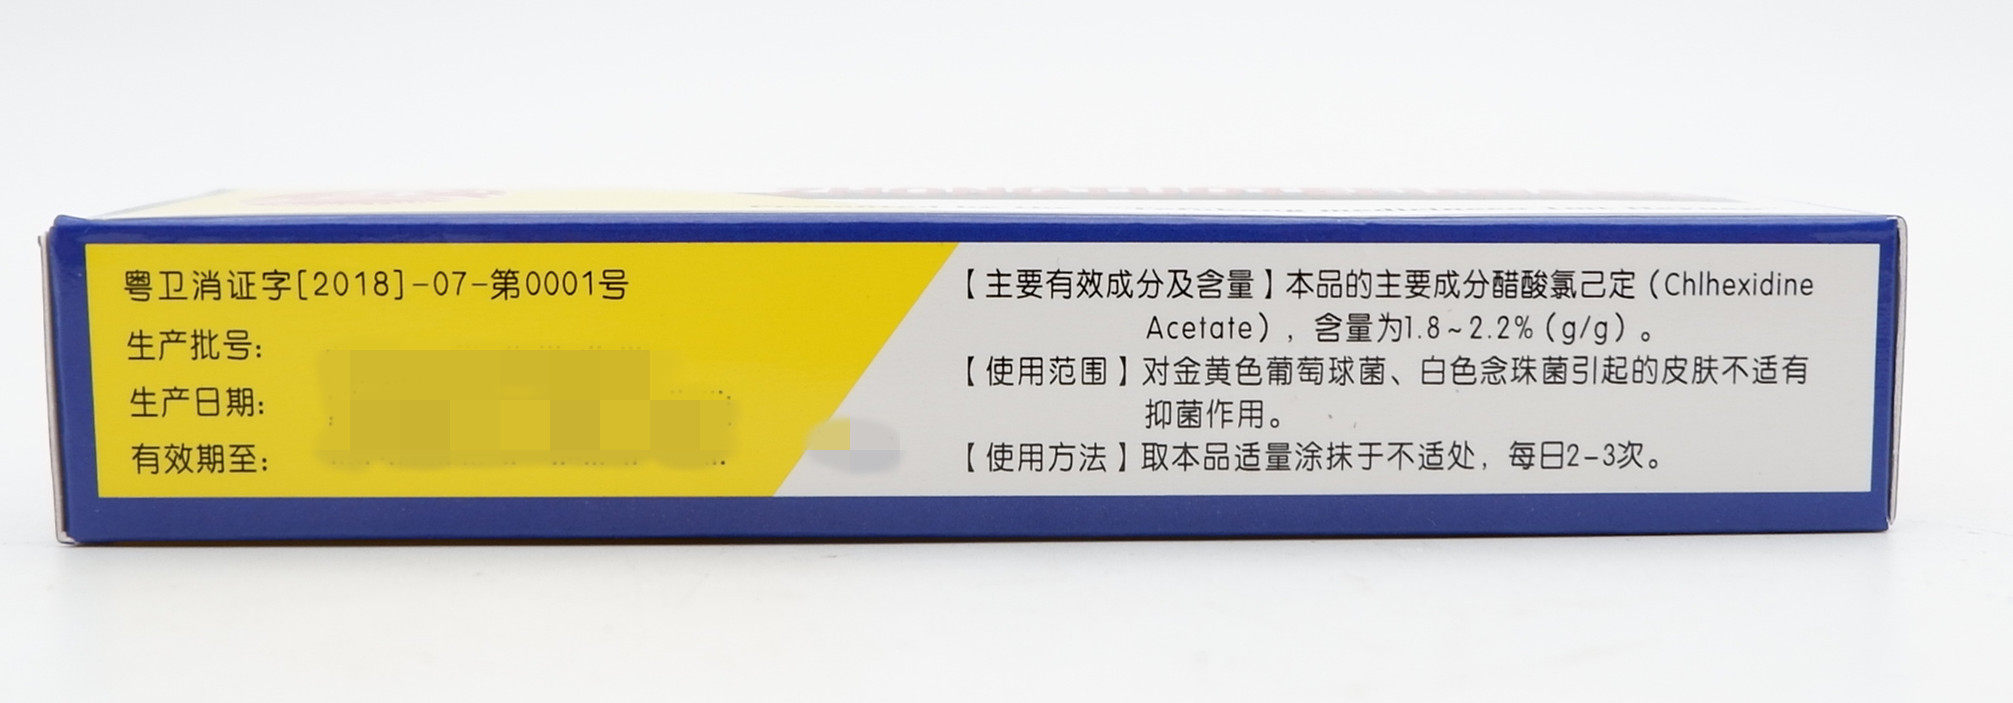 粤卫消证字[2018]-07-第0001号
生产批号:
生产日期:
有效期至:
【主要有效成分及含量】本品的主要成分醋酸氯己定（Chlhexidine
Acetate），含量为1.8~2.2%（g/g）。
【使用范围】对金黄色葡萄球菌、白色念珠菌引起的皮肤不适有
抑菌作用。
【使用方法】取本品适量涂抹于不适处，每日2-3次。